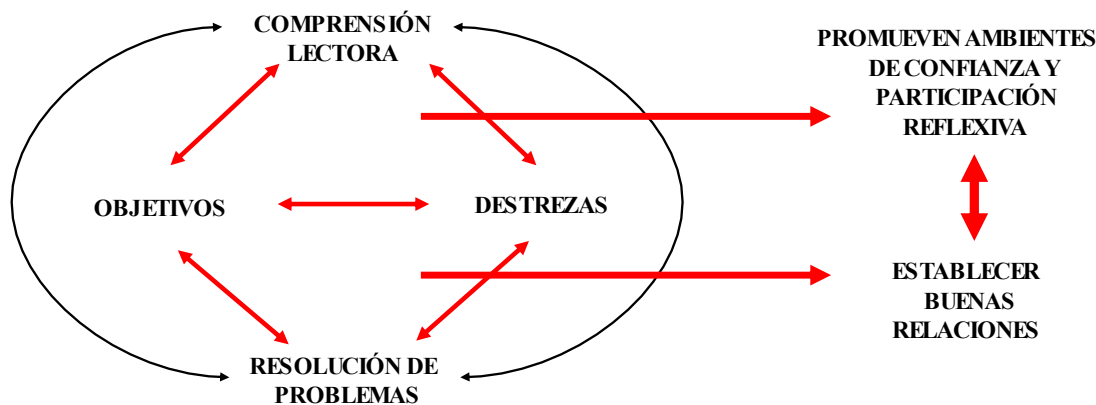 COMPRENSIÓN
LECTORA
PROMUEVEN AMBIENTES
DE CONFIANZA Y
PARTICIPACIÓN
REFLEXIVA
OBJETIVOS
DESTREZAS
ESTABLECER
BUENAS
RELACIONES
RESOLUCIÓN DE
PROBLEMAS